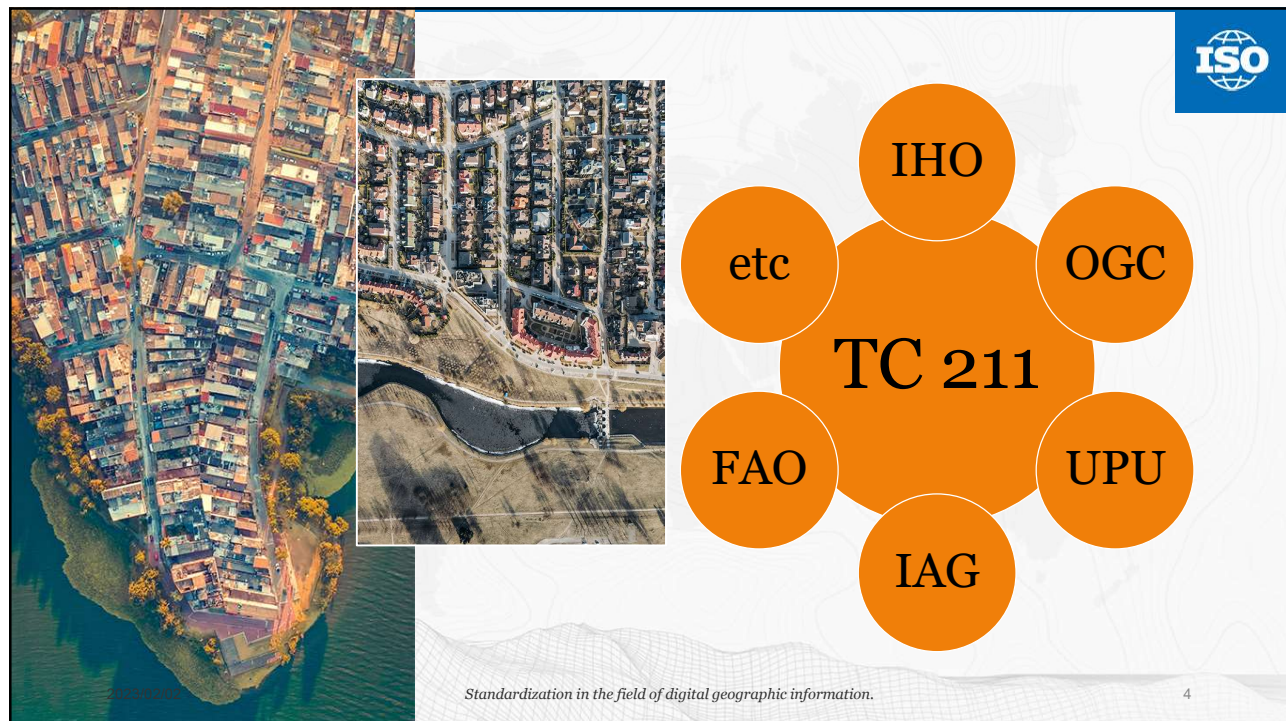 ISO
IHO
etc
OGC
TC 211
FAO
UPU
IAG
Standardization in the field of digital geographic information.
4